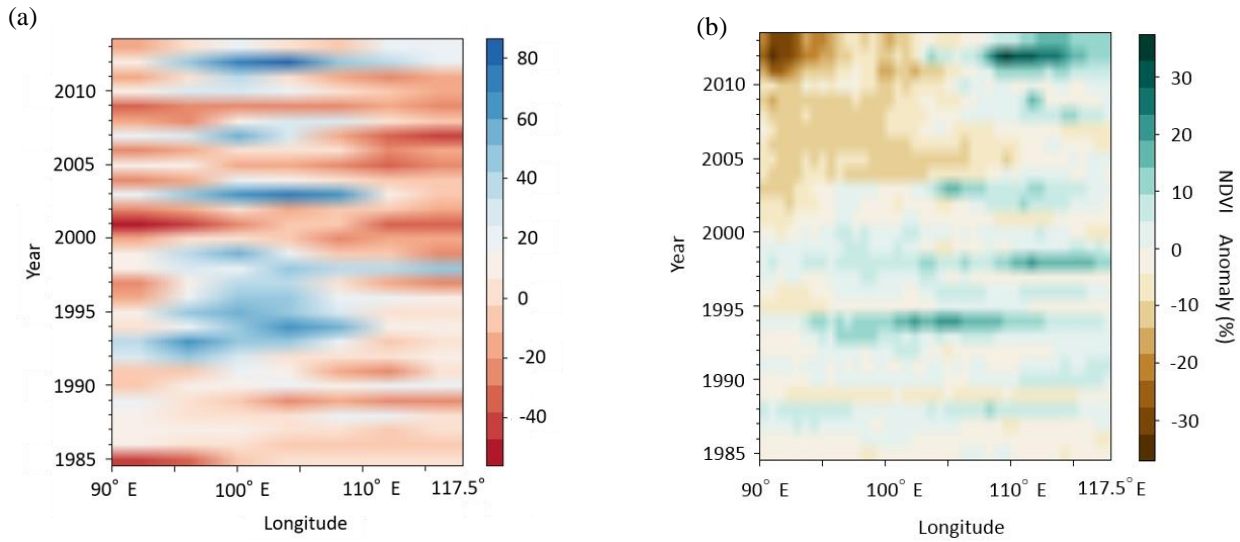 (a)
80
60
40
20
0
-20
-40
2010
2005
2000
1995
1990
1985
Year
90° E
100° E
110° E
117.5°
Longitude
(b)
30
20
10
0
-10
-20
-30
NDVI Anomaly (%)
2010
2005
2000
1995
1990
1985
Year
90° E
100° E
110° E
117.5° E
Longitude